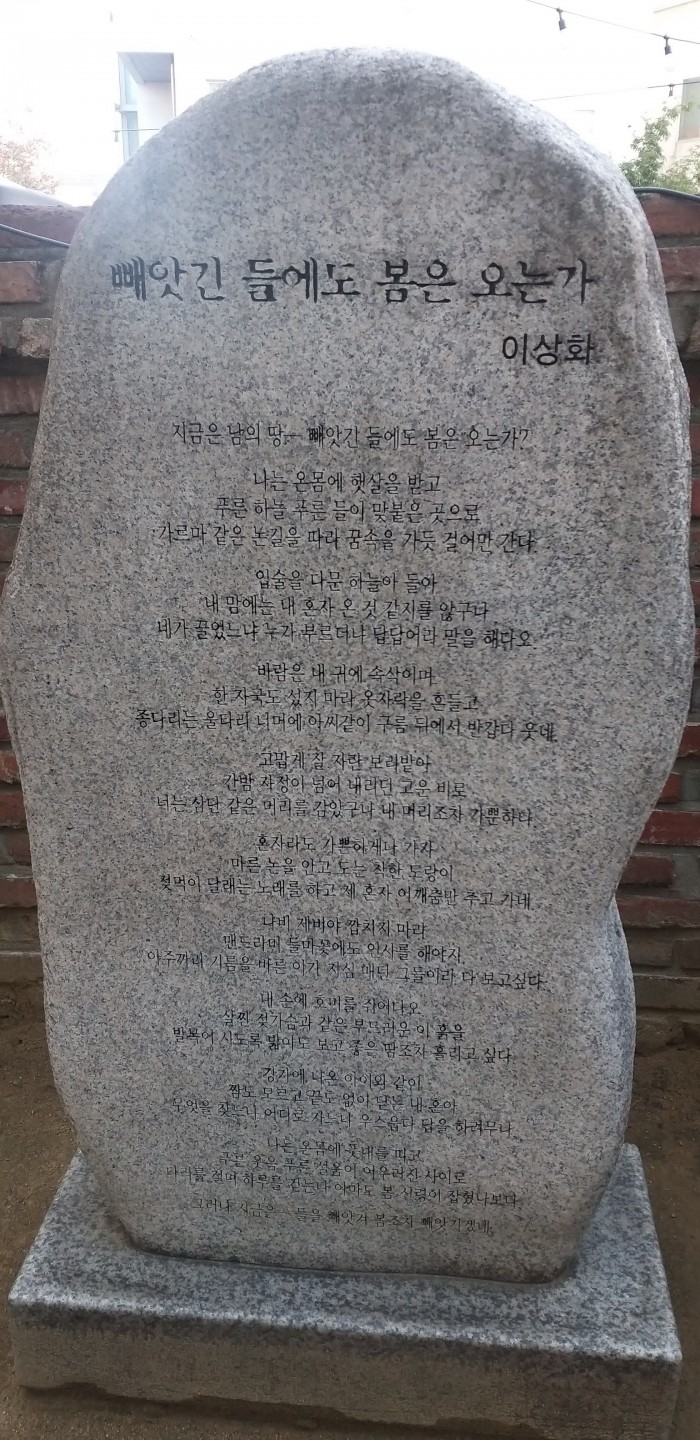 빼앗긴 들에도 봄은 오는가
이상화
지금은 남의 땅— 빼앗긴 들에도 봄은 오는가?
나는 온몸에 햇살을 받고
푸른 하늘 푸른 들이 맞붙은 곳으로
가르마 같은 논길을 따라 꿈속을 가듯 걸어만 간다.
입술을 다문 하늘아 들아
내 맘에는 내 혼자 온 것 같지를 않구나
네가 끌었느냐 누가 부르더냐 답답어라 말을 해다오
바람은 내 귀에 속삭이며
한 자국도 섰지 마라 옷자락을 흔들고
종다리는 울타리 너머에 아씨같이 구름 뒤에서 반갑다 웃네.
고맙게 잘 자란 보리밭아
간밤 자정이 넘어 내리던 고운 비로
너는 삼단 같은 머리를 감았구나 내 머리조차 가뿐하다
혼자라도 가쁘하게나 가자
마른 논을 안고 도는 착한 도랑이
젖먹이 달래는 노래를 하고 제 혼자 어깨춤만 추고 가네.
나비 제비야 깝치지 마라
맨드라미 들마꽃에도 인사를 해야지
아주까리 기름을 바른 이가 지심 매던 그들이라 다 보고싶다.
내 손에 호미를 쥐어다오
살찐 젖가슴과 같은 부드러운 이 흙을
발목이 시도록 밟아도 보고 좋은 땀조차 흘리고 싶다.
강가에 나온 아이와 같이
짬도 모르고 끝도 없이 닫는 내 혼아
무엇을 찾느냐 어디로 가느냐 우스웁다 답을 하려무나
나는 온몸에 풋내를 띠고
푸른 웃음 푸른 설움이 어우러진 사이로
다리를 절며 하루를 걷는다 아마도 봄 신령이 잡혔나보다
그러나 지금은— 들을 빼앗겨 봄조차 빼앗기겠네.